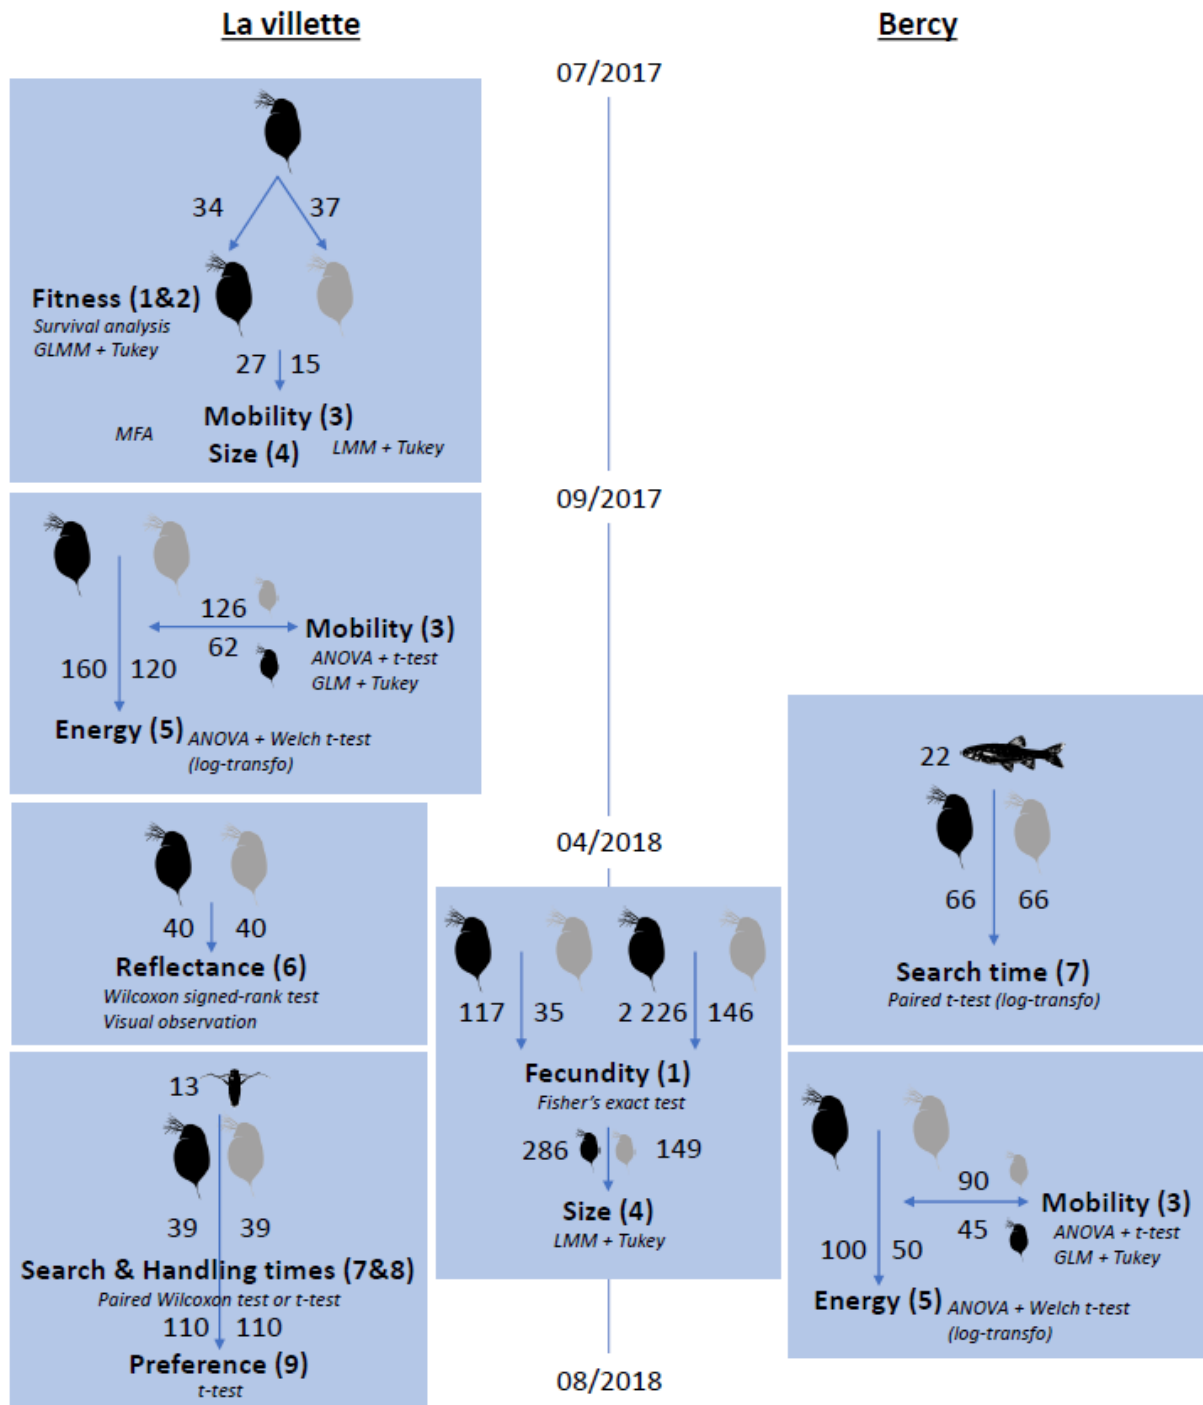 La villette
Bercy
07/2017
34 37
Fitness (1&2)
Survival analysis
GLMM + Tukey
27 15
Mobility (3)
MFA
Size (4)
LMM + Tukey
09/2017
126
62
Mobility (3)
ANOVA + t-test
GLM + Tukey
160 120
Energy (5)
ANOVA + Welch t-test
(log-transfo)
04/2018
40 40
Reflectance (6)
Wilcoxon signed-rank test
Visual observation
13
39 39
Search & Handling times (7&8)
Paired Wilcoxon test or t-test
110 110
Preference (9)
t-test
117 35 2 226 146
Fecundity (1)
Fisher's exact test
286 149
Size (4)
LMM + Tukey
22
66 66
Search time (7)
Paired t-test (log-transfo)
90
45
Mobility (3)
ANOVA + t-test
GLM + Tukey
100 50
Energy (5)
ANOVA + Welch t-test
(log-transfo)
08/2018